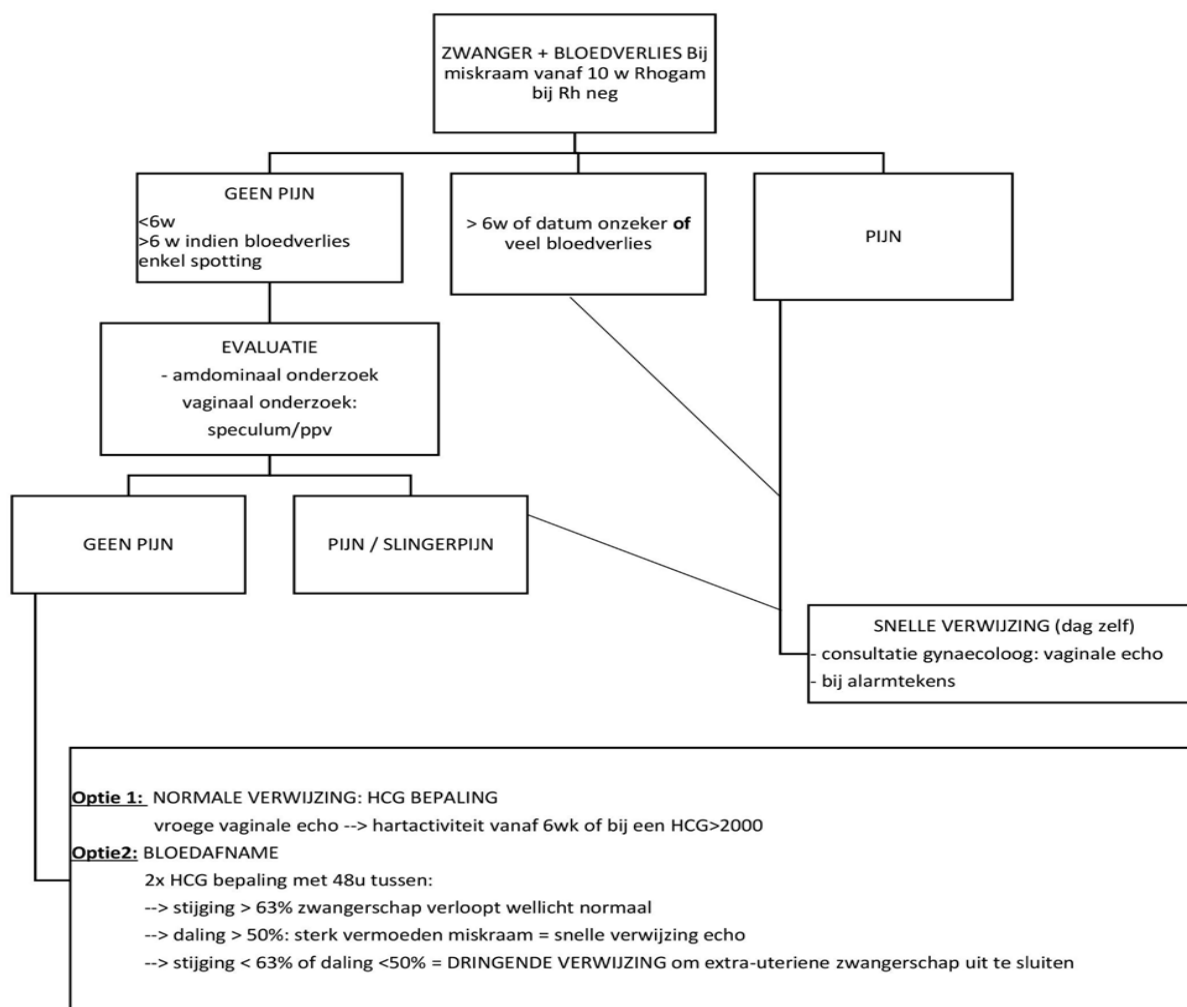 ZWANGER + BLOEDVERLIES Bij
miskraam vanaf 10 w Rhogam
bij Rh neg
GEEN PIJN
<6w
>6 w indien bloedverlies
enkel spotting
> 6w of datum onzeker of
veel bloedverlies
PIJN
EVALUATIE
- amdominaal onderzoek
vaginaal onderzoek:
speculum/ppv
GEEN PIJN
PIJN / SLINGERPIJN
SNELLE VERWIJZING (dag zelf)
- consultatie gynaecoloog: vaginale echo
- bij alarmtekens
Optie 1: NORMALE VERWIJZING: HCG BEPALING
vroege vaginale echo --> hartactiviteit vanaf 6wk of bij een HCG>2000
Optie2: BLOEDAFNAME
2x HCG bepaling met 48u tussen:
--> stijging > 63% zwangerschap verloopt wellicht normaal
--> daling > 50%: sterk vermoeden miskraam = snelle verwijzing echo
--> stijging < 63% of daling <50% = DRINGENDE VERWIJZING om extra-uteriene zwangerschap uit te sluiten